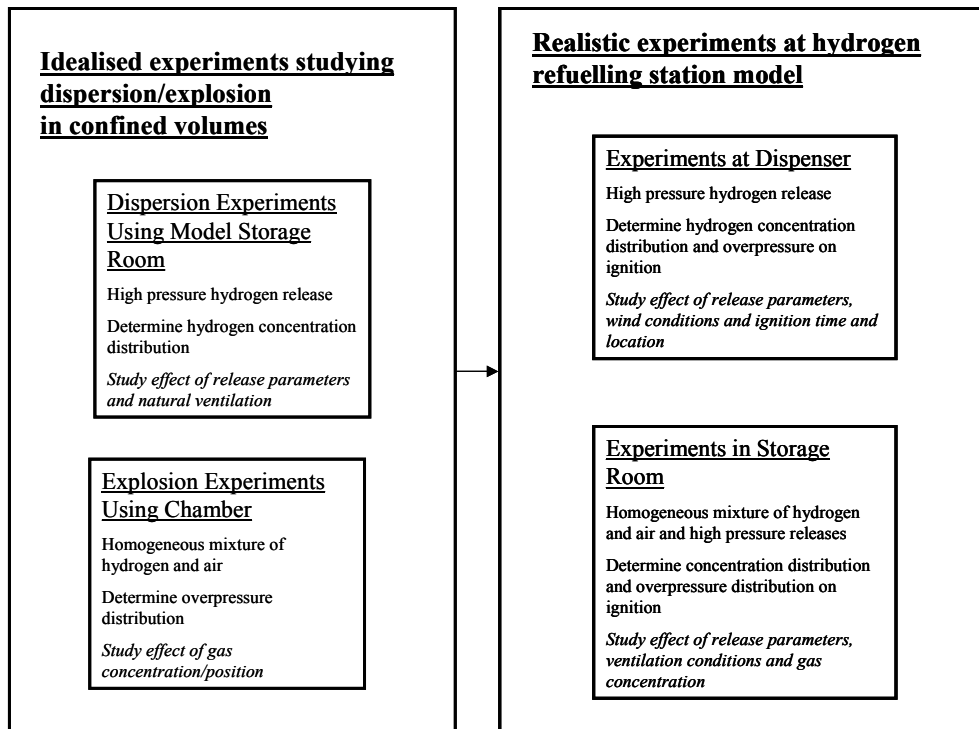 Idealised experiments studying
dispersion/explosion
in confined volumes
Dispersion Experiments
Using Model Storage
Room
High pressure hydrogen release
Determine hydrogen concentration
distribution
Study effect of release parameters
and natural ventilation
Explosion Experiments
Using Chamber
Homogeneous mixture of
hydrogen and air
Determine overpressure
distribution
Study effect of gas
concentration/position
Realistic experiments at hydrogen
refuelling station model
Experiments at Dispenser
High pressure hydrogen release
Determine hydrogen concentration
distribution and overpressure on
ignition
Study effect of release parameters,
wind conditions and ignition time and
location
Experiments in Storage
Room
Homogeneous mixture of hydrogen
and air and high pressure releases
Determine concentration distribution
and overpressure distribution on
ignition
Study effect of release parameters,
ventilation conditions and gas
concentration